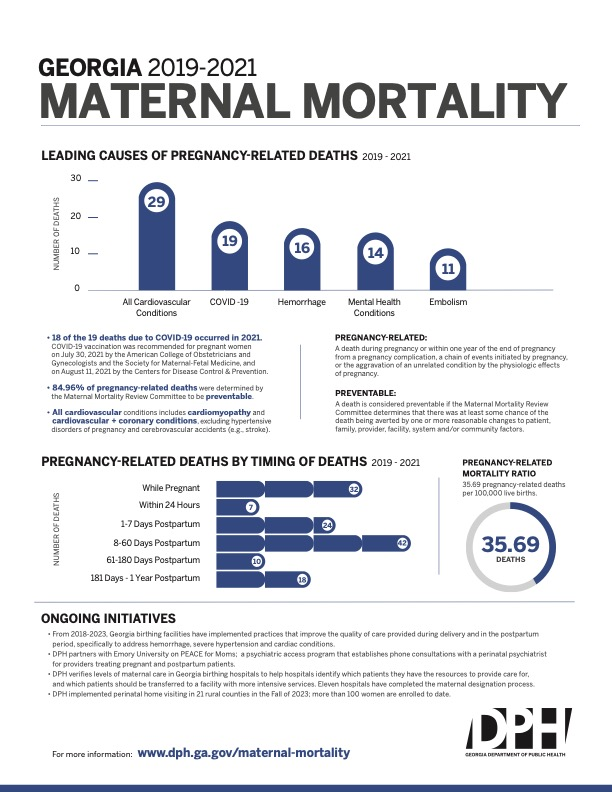 GEORGIA 2019-2021
MATERNAL MORTALITY
LEADING CAUSES OF PREGNANCY-RELATED DEATHS 2019 - 2021
NUMBER OF DEATHS
30
20
10
0
29
19
16
14
11
All Cardiovascular
Conditions
COVID -19
Hemorrhage
Mental Health
Conditions
Embolism
• 18 of the 19 deaths due to COVID-19 occurred in 2021.
COVID-19 vaccination was recommended for pregnant women
on July 30, 2021 by the American College of Obstetricians and
Gynecologists and the Society for Maternal-Fetal Medicine, and
on August 11, 2021 by the Centers for Disease Control & Prevention.
• 84.96% of pregnancy-related deaths were determined by
the Maternal Mortality Review Committee to be preventable.
• All cardiovascular conditions includes cardiomyopathy and
cardiovascular + coronary conditions, excluding hypertensive
disorders of pregnancy and cerebrovascular accidents (e.g., stroke).
PREGNANCY-RELATED:
A death during pregnancy or within one year of the end of pregnancy
from a pregnancy complication, a chain of events initiated by pregnancy,
or the aggravation of an unrelated condition by the physiologic effects
of pregnancy.
PREVENTABLE:
A death is considered preventable if the Maternal Mortality Review
Committee determines that there was at least some chance of the
death being averted by one or more reasonable changes to patient,
family, provider, facility, system and/or community factors.
PREGNANCY-RELATED DEATHS BY TIMING OF DEATHS 2019 - 2021
NUMBER OF DEATHS
While Pregnant 32
Within 24 Hours 7
1-7 Days Postpartum 24
8-60 Days Postpartum 42
61-180 Days Postpartum 10
181 Days - 1 Year Postpartum 18
PREGNANCY-RELATED
MORTALITY RATIO
35.69 pregnancy-related deaths
per 100,000 live births.
35.69
DEATHS
ONGOING INITIATIVES
• From 2018-2023, Georgia birthing facilities have implemented practices that improve the quality of care provided during delivery and in the postpartum
period, specifically to address hemorrhage, severe hypertension and cardiac conditions.
• DPH partners with Emory University on PEACE for Moms; a psychiatric access program that establishes phone consultations with a perinatal psychiatrist
for providers treating pregnant and postpartum patients.
• DPH verifies levels of maternal care in Georgia birthing hospitals to help hospitals identify which patients they have the resources to provide care for,
and which patients should be transferred to a facility with more intensive services. Eleven hospitals have completed the maternal designation process.
• DPH implemented perinatal home visiting in 21 rural counties in the Fall of 2023; more than 100 women are enrolled to date.
For more information: www.dph.ga.gov/maternal-mortality
DPH
GEORGIA DEPARTMENT OF PUBLIC HEALTH